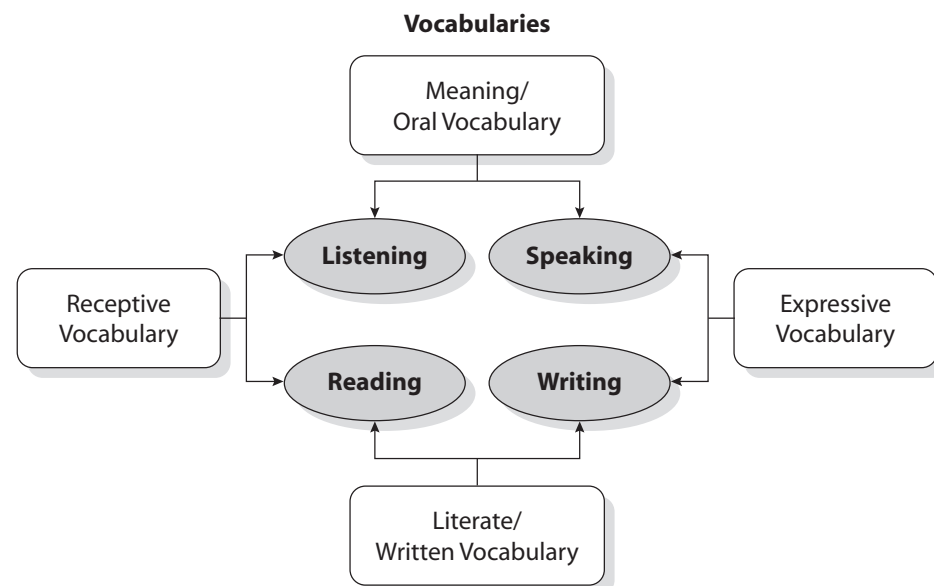 Vocabularies
Meaning/
Oral Vocabulary
Listening
Speaking
Receptive
Vocabulary
Expressive
Vocabulary
Reading
Writing
Literate/
Written Vocabulary